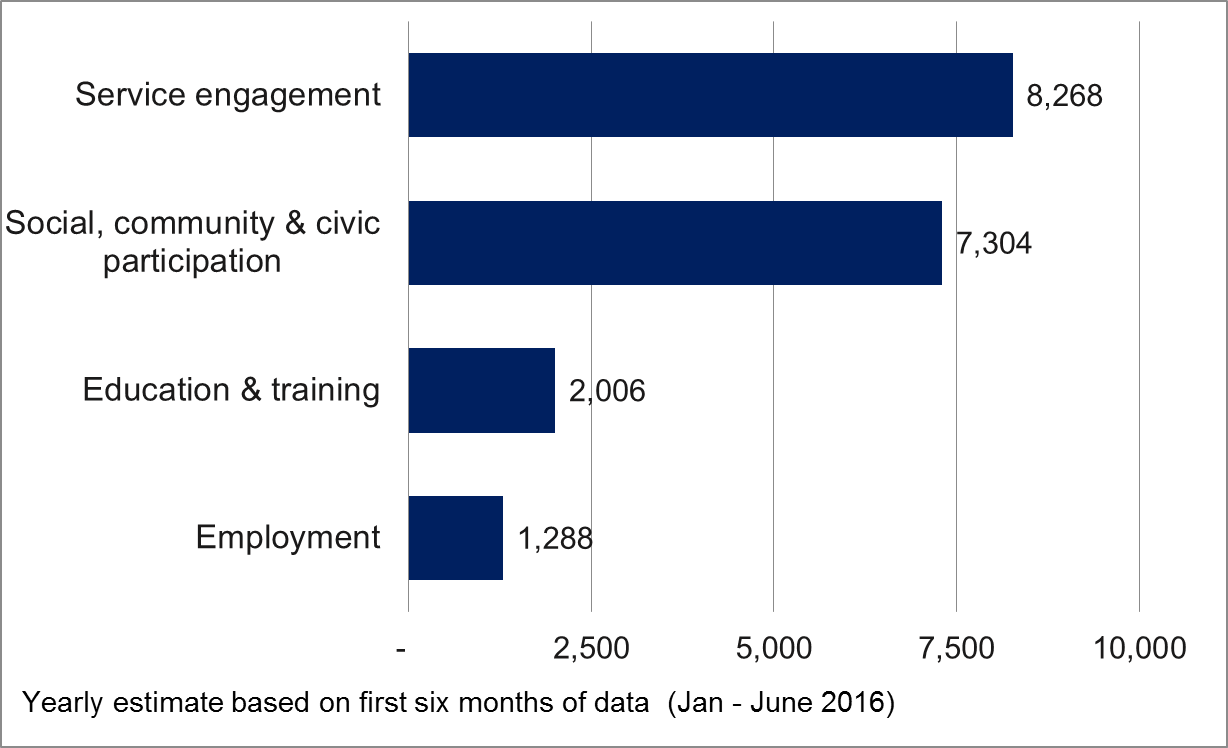 Service engagement
8,268
Social, community & civic
participation
7,304
Education & training
2,006
Employment
1,288
-
2,500
5,000
7,500
10,000
Yearly estimate based on first six months of data  (Jan - June 2016)